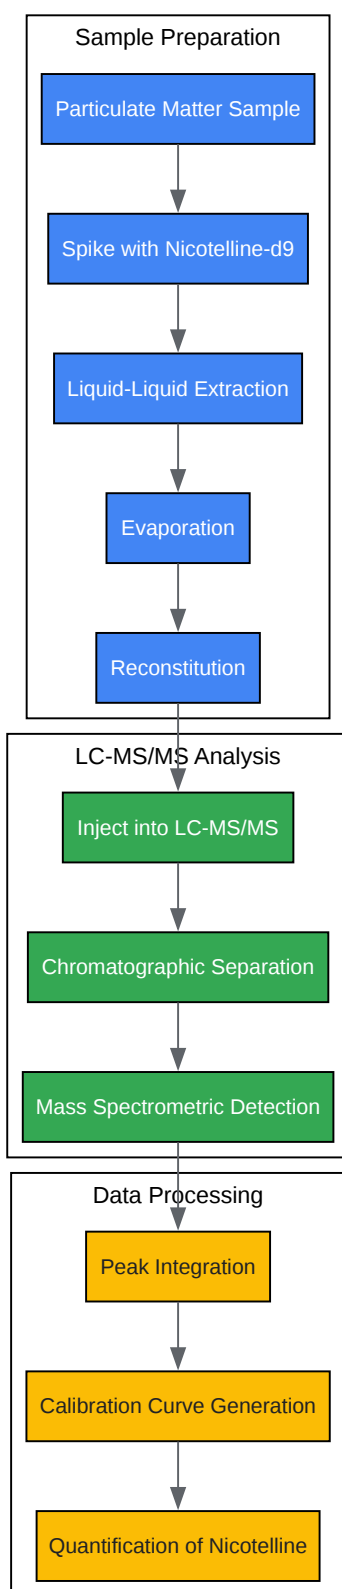 Sample Preparation
Particulate Matter Sample
Spike with Nicotelline-d9
Liquid-Liquid Extraction
Evaporation
Reconstitution
LC-MS/MS Analysis
Inject into LC-MS/MS
Chromatographic Separation
Mass Spectrometric Detection
Data Processing
Peak Integration
Calibration Curve Generation
Quantification of Nicotelline